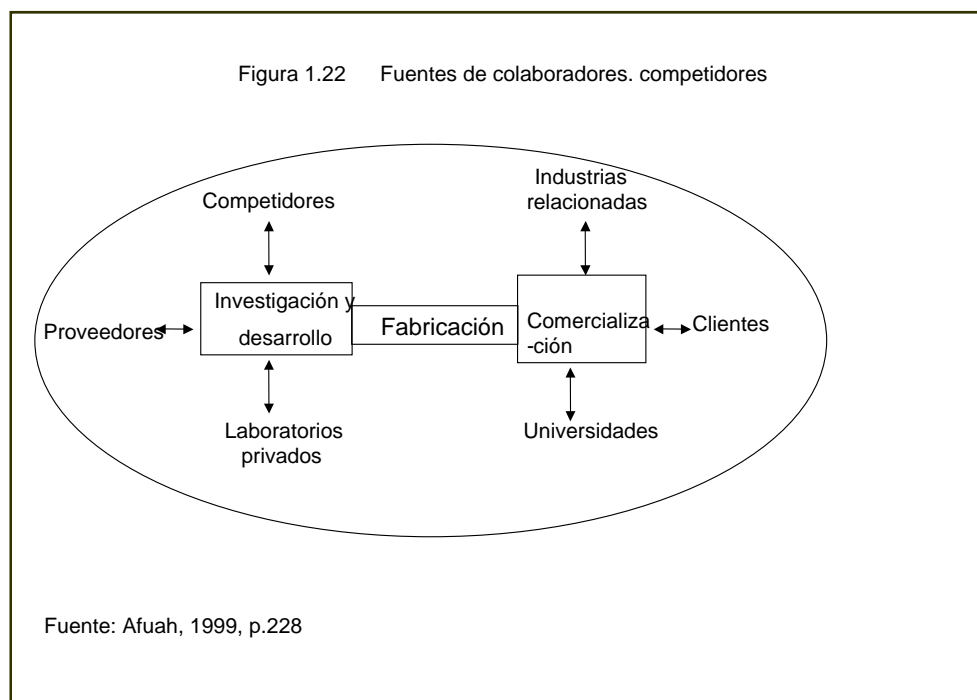 Figura 1.22 Fuentes de colaboradores. competidores
Industrias
relacionadas
Competidores
Investigación y
desarrollo
Proveedores
Fabricación
Comercializa
-ción
Clientes
Laboratorios
privados
Universidades
Fuente: Afuah, 1999, p.228